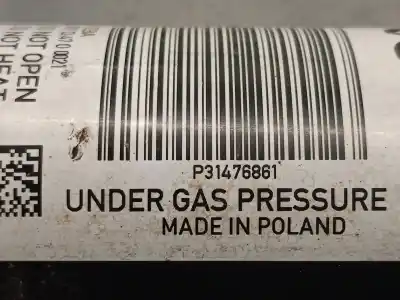 NOT OPEN
NOT HEAT
P31476861
UNDER GAS PRESSURE
MADE IN POLAND